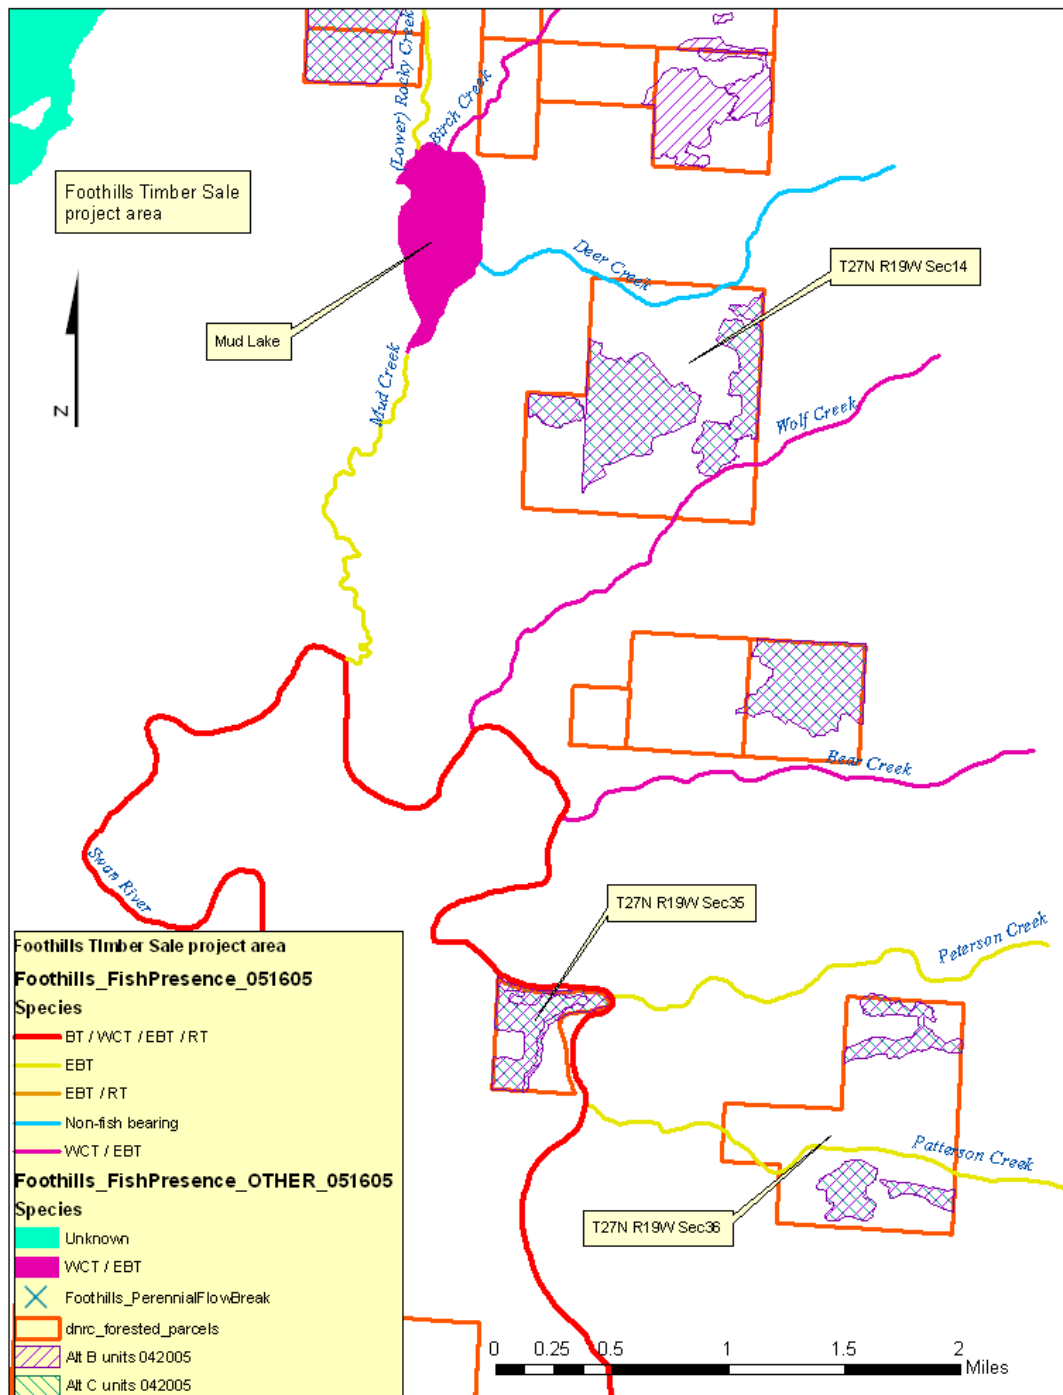 (Lower) Rocky Creek
Birch Creek
Foothills Timber Sale
project area
Deer Creek
T27N R19W Sec14
Mud Lake
Mud Creek
N
Wolf Creek
Bear Creek
Swan River
T27N R19W Sec35
Peterson Creek
Patterson Creek
T27N R19W Sec36
Foothills TImber Sale project area
Foothills_FishPresence_051605
Species
BT / WCT / EBT / RT
EBT
EBT / RT
Non-fish bearing
WCT / EBT
Foothills_FishPresence_OTHER_051605
Species
Unknown
WCT / EBT
Foothills_PerennialFlowBreak
dnrc_forested_parcels
Alt B units 042005
Alt C units 042005
0 0.25 0.5 1 1.5 2
Miles